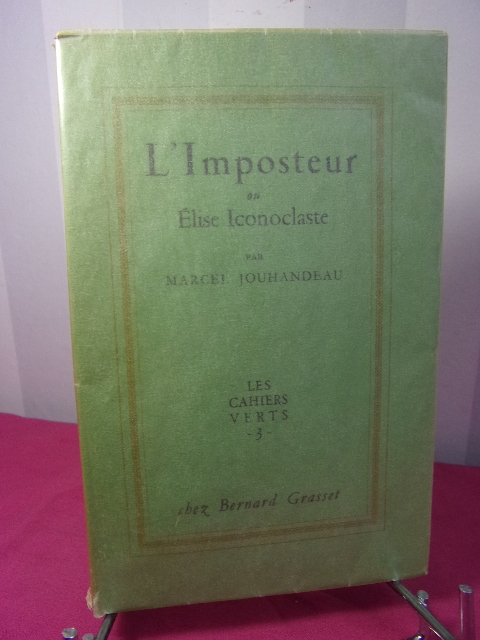 L'Imposteur
ou
Élise Iconoclaste
PAR
MARCEL JOUHANDEAU
LES
CAHIERS
VERTS
- 3 -
chez Bernard Grasset